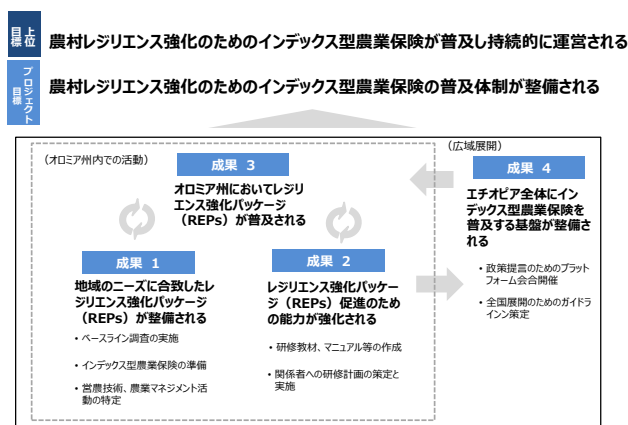 上位
目標
農村レジリエンス強化のためのインデックス型農業保険が普及し持続的に運営される
プロジェクト
目標
農村レジリエンス強化のためのインデックス型農業保険の普及体制が整備される
（オロミア州内での活動）
成果 3
オロミア州においてレジリ
エンス強化パッケージ
（REPs）が普及される
成果 1
地域のニーズに合致したレ
ジリエンス強化パッケージ
（REPs）が整備される
・ベースライン調査の実施
・インデックス型農業保険の準備
・営農技術、農業マネジメント活
動の特定
成果 2
レジリエンス強化パッケー
ジ（REPs）促進のため
の能力が強化される
・研修教材、マニュアル等の作成
・関係者への研修計画の策定と
実施
（広域展開）
成果 4
エチオピア全体にイン
デックス型農業保険を
普及する基盤が整備さ
れる
・政策提言のためのプラット
フォーム会合開催
・全国展開のためのガイドラ
インン策定